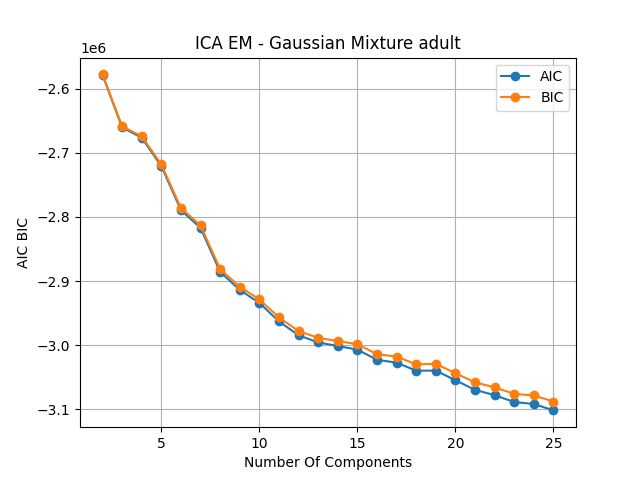 ICA EM - Gaussian Mixture adult
1e6
AIC
BIC
−2.6
−2.7
−2.8
−2.9
−3.0
−3.1
AIC BIC
5
10
15
20
25
Number Of Components